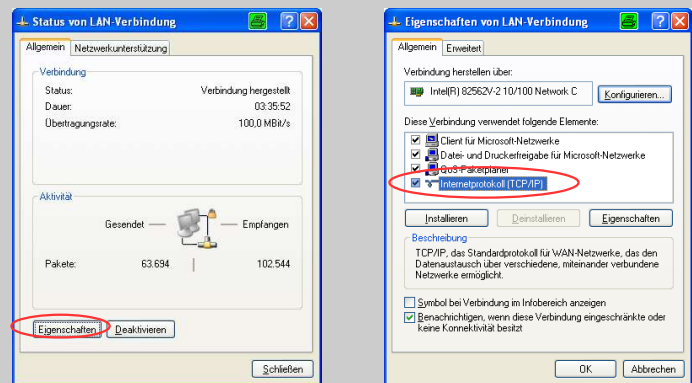 Status von LAN-Verbindung
Allgemein
Netzwerkunterstützung
Verbindung
Status:
Verbindung hergestellt
Dauer:
03:35:52
Übertragungsrate:
100,0 MBit/s
Aktivität
Gesendet
Empfangen
Pakete:
63.694
102.544
Eigenschaften
Deaktivieren
Schließen
Eigenschaften von LAN-Verbindung
Allgemein
Erweitert
Verbindung herstellen über:
Intel(R) 82562V-2 10/100 Network C
Konfigurieren...
Diese Verbindung verwendet folgende Elemente:
Client für Microsoft-Netzwerke
Datei- und Druckerfreigabe für Microsoft-Netzwerke
QoS-Paketplaner
Internetprotokoll (TCP/IP)
Installieren
Deinstallieren
Eigenschaften
Beschreibung
TCP/IP, das Standardprotokoll für WAN-Netzwerke, das den
Datenaustausch über verschiedene, miteinander verbundene
Netzwerke ermöglicht.
Symbol bei Verbindung im Infobereich anzeigen
Benachrichtigen, wenn diese Verbindung eingeschränkte oder
keine Konnektivität besitzt
OK
Abbrechen